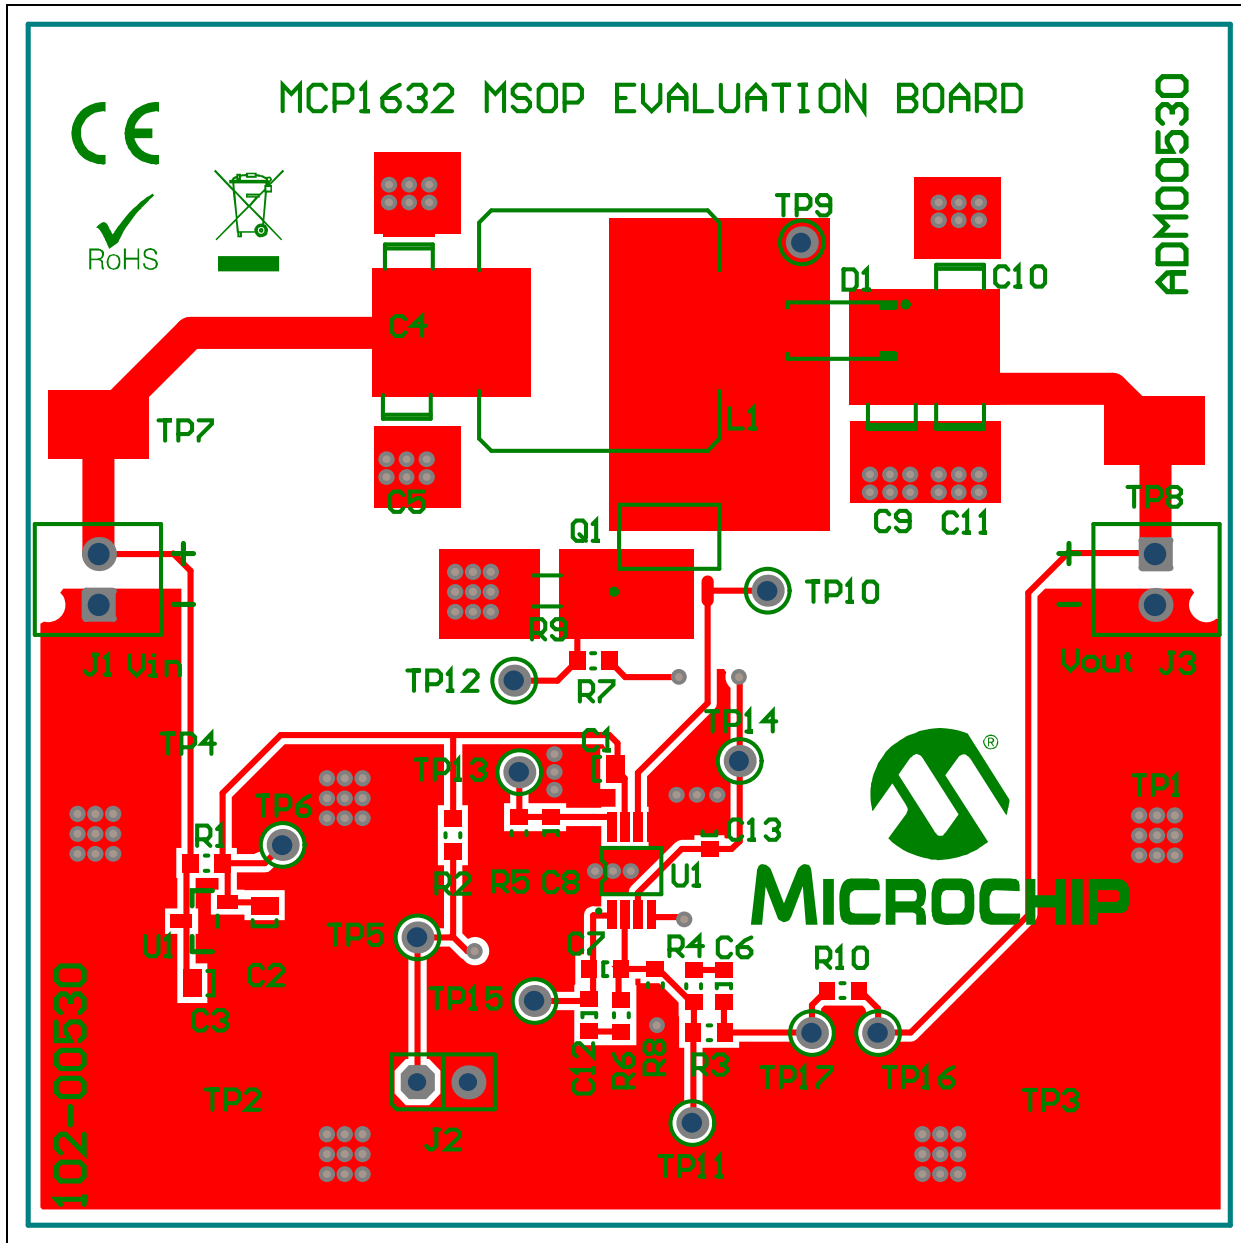 MCP1632 MSOP EVALUATION BOARD
ADM00530
CE
RoHS
TP9
D1
C10
C4
L1
TP7
C5
TP8
C9
C11
Q1
+
+
-
-
TP10
R9
J1 Vin
Vout J3
TP12
R7
TP14
TP4
C1
®
TP13
TP6
TP1
R1
C13
R2
R5
C8
U1
MICROCHIP
TP5
U1
C7
R4
C6
R10
C2
TP15
C3
C12
R6
R8
R3
TP17
TP16
TP2
TP3
J2
TP11
102-00530